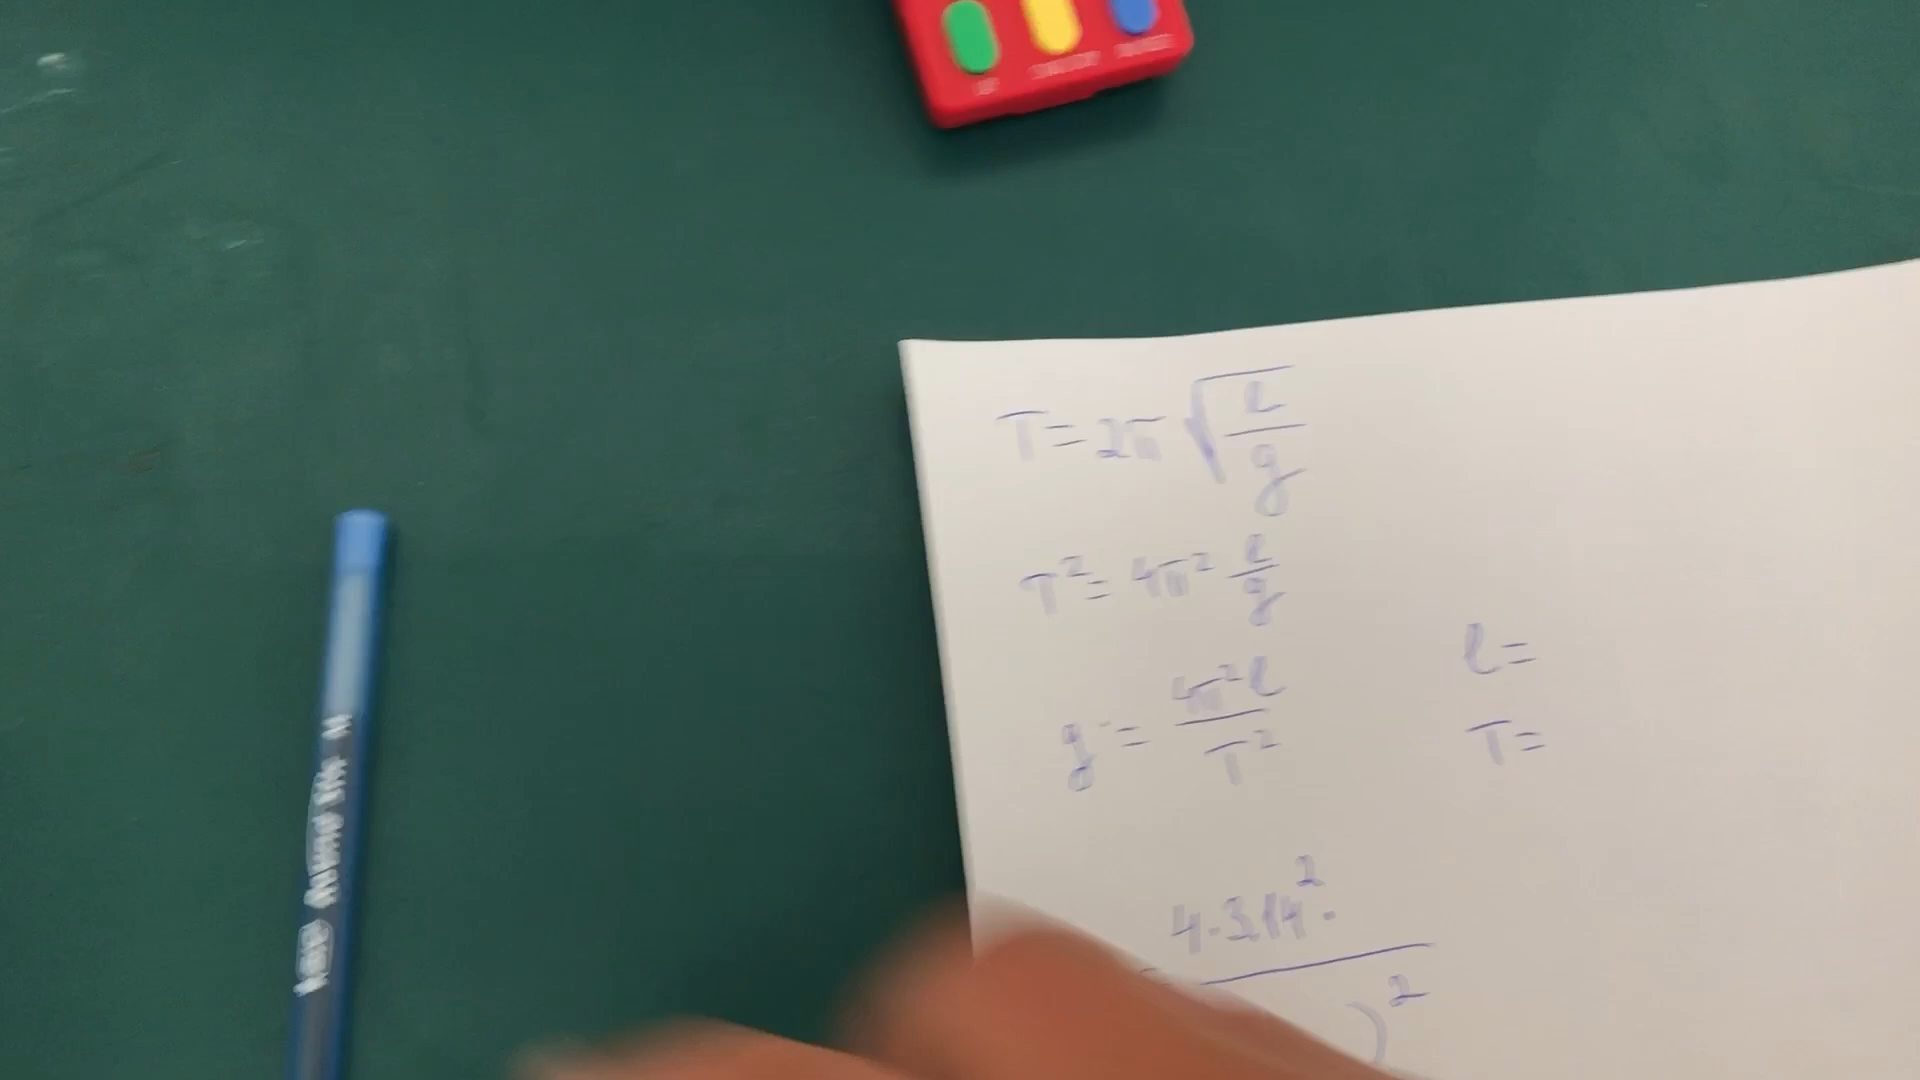 T = 2π √(l/g)
T² = 4π² l/g
g = 4π²l/T²
l =
T =
4·3,14²·
)²